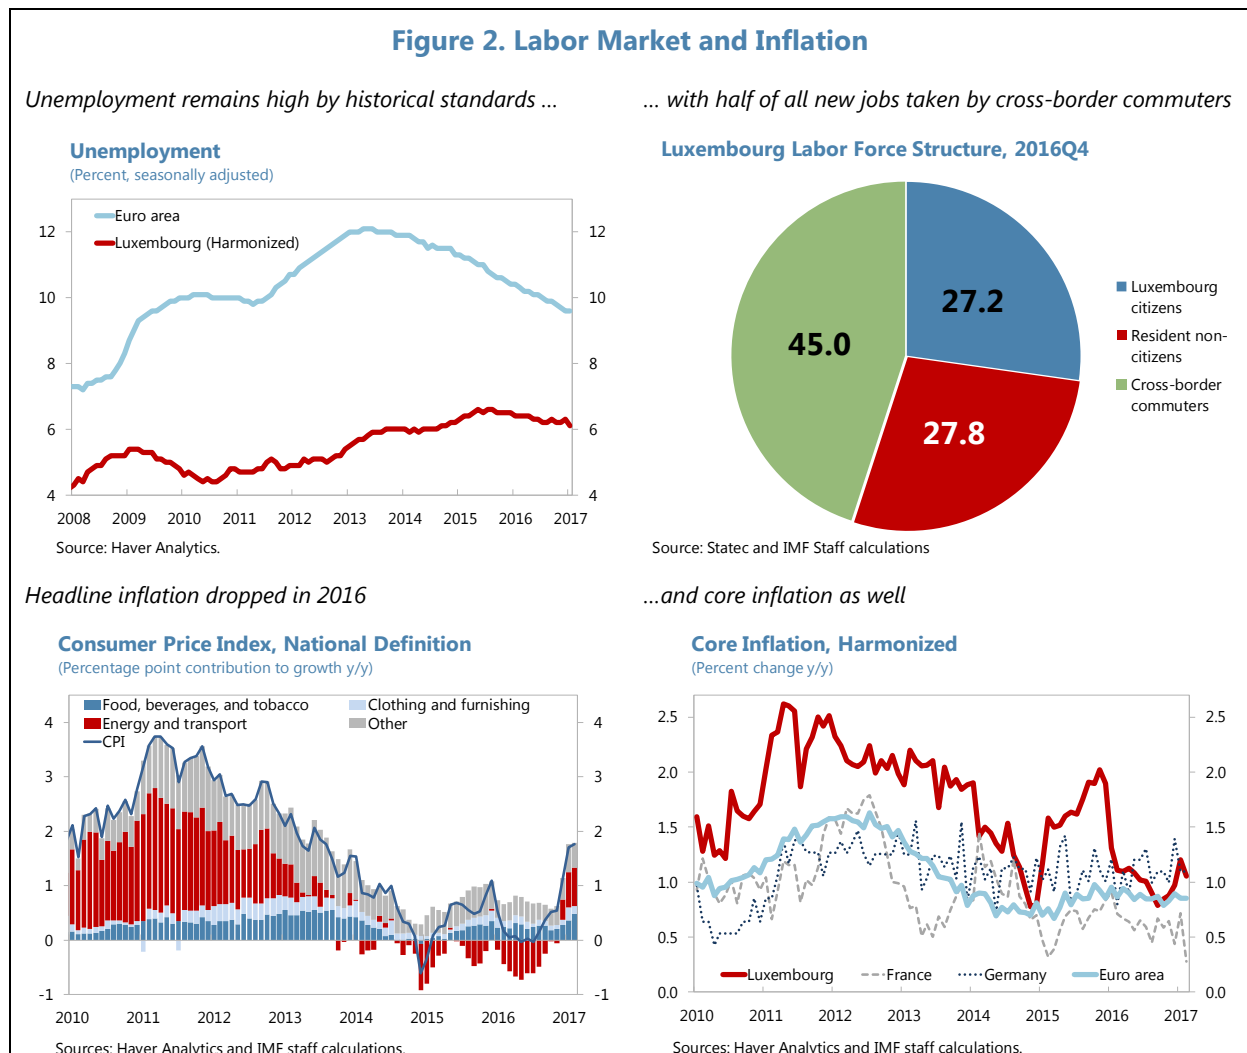 Figure 2. Labor Market and Inflation
Unemployment remains high by historical standards ...
... with half of all new jobs taken by cross-border commuters
Unemployment
(Percent, seasonally adjusted)
Euro area
Luxembourg (Harmonized)
12
10
8
6
4
12
10
8
6
4
2008 2009 2010 2011 2012 2013 2014 2015 2016 2017
Source: Haver Analytics.
Luxembourg Labor Force Structure, 2016Q4
27.2
45.0
27.8
Luxembourg
citizens
Resident non-
citizens
Cross-border
commuters
Source: Statec and IMF Staff calculations
Headline inflation dropped in 2016
...and core inflation as well
Consumer Price Index, National Definition
(Percentage point contribution to growth y/y)
Food, beverages, and tobacco
Clothing and furnishing
Energy and transport
Other
CPI
4
3
2
1
0
-1
4
3
2
1
0
-1
2010 2011 2012 2013 2014 2015 2016 2017
Sources: Haver Analytics and IMF staff calculations.
Core Inflation, Harmonized
(Percent change y/y)
2.5
2.0
1.5
1.0
0.5
0.0
2.5
2.0
1.5
1.0
0.5
0.0
Luxembourg
France
Germany
Euro area
2010 2011 2012 2013 2014 2015 2016 2017
Sources: Haver Analytics and IMF staff calculations.